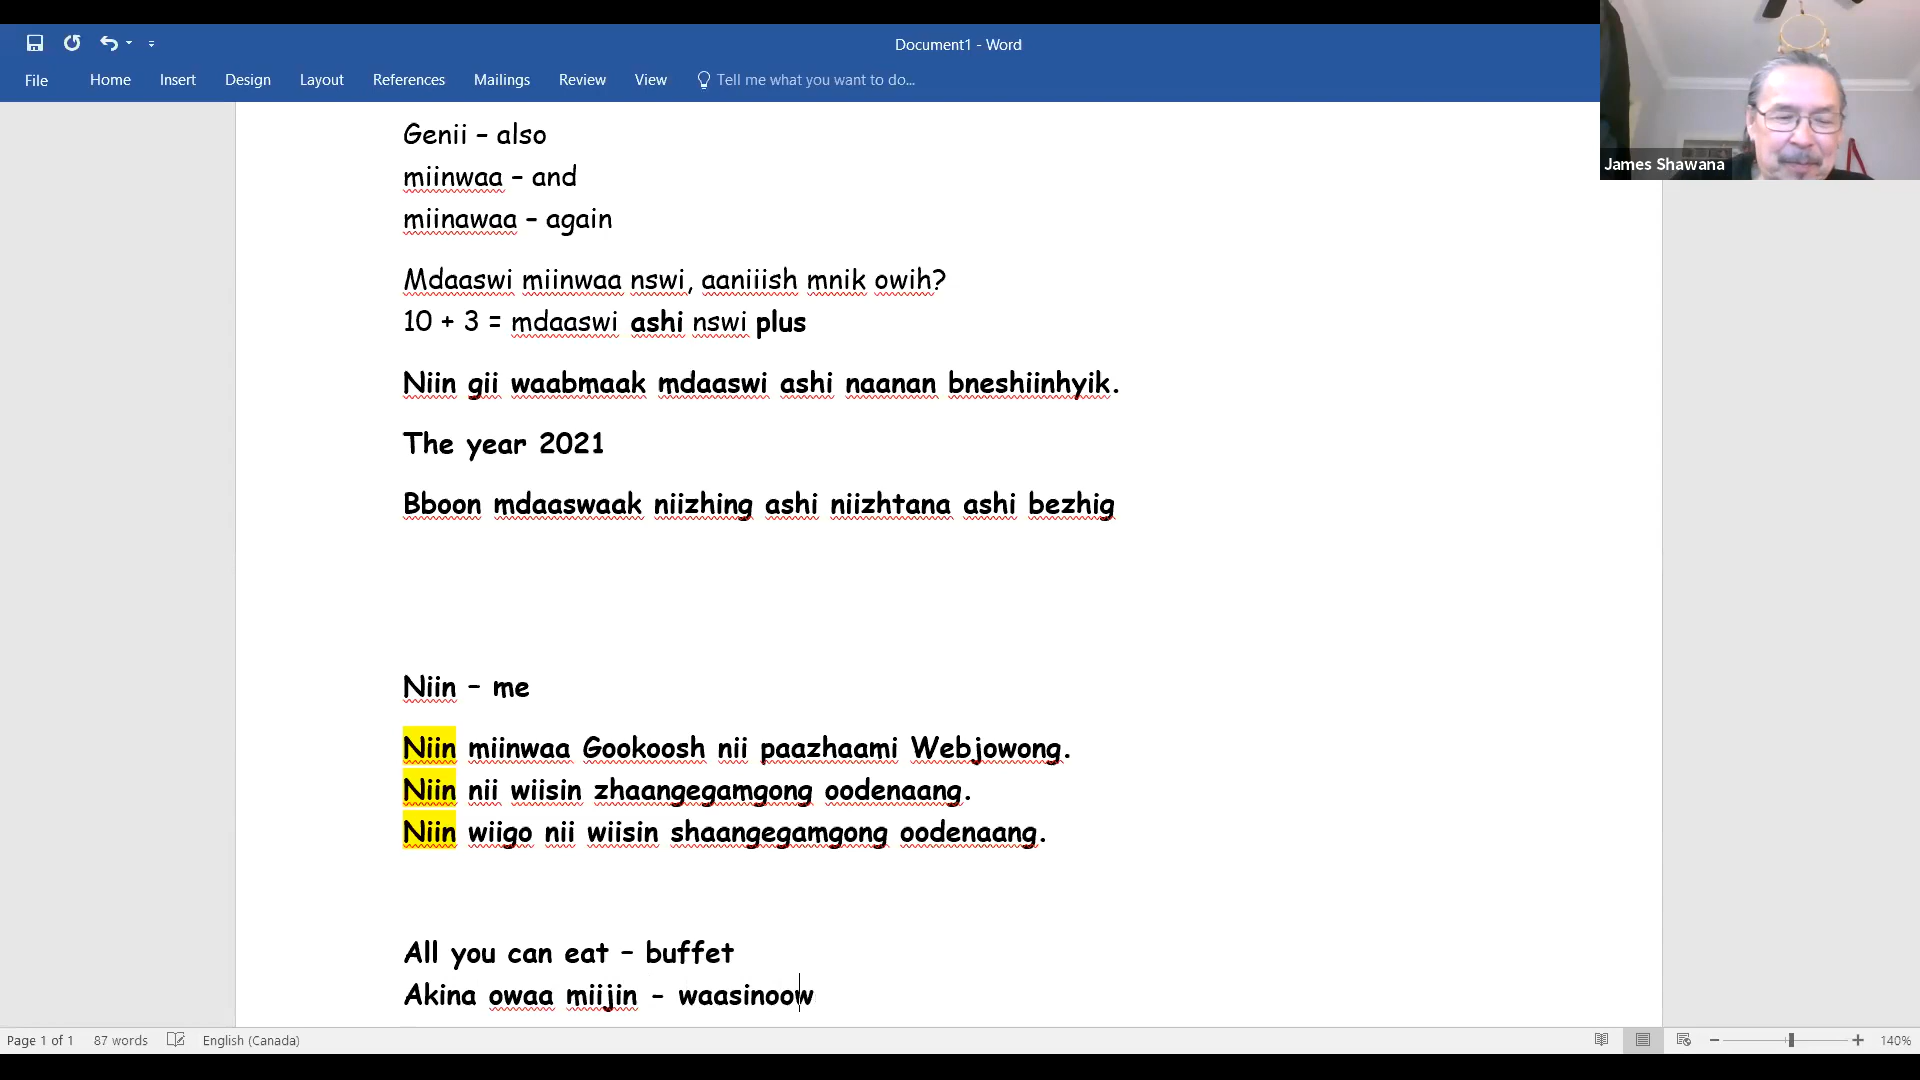 Document1 - Word
File Home Insert Design Layout References Mailings Review View Tell me what you want to do...
James Shawana
Genii – also
miinwaa – and
miinawaa – again
Mdaaswi miinwaa nswi, aaniiish mnik owih?
10 + 3 = mdaaswi ashi nswi plus
Niin gii waabmaak mdaaswi ashi naanan bneshiinhyik.
The year 2021
Bboon mdaaswaak niizhing ashi niizhtana ashi bezhig
Niin – me
Niin miinwaa Gookoosh nii paazhaami Webjowong.
Niin nii wiisin zhaangegamgong oodenaang.
Niin wiigo nii wiisin shaangegamgong oodenaang.
All you can eat – buffet
Akina owaa miijin – waasinoow
Page 1 of 1 87 words English (Canada) 140%